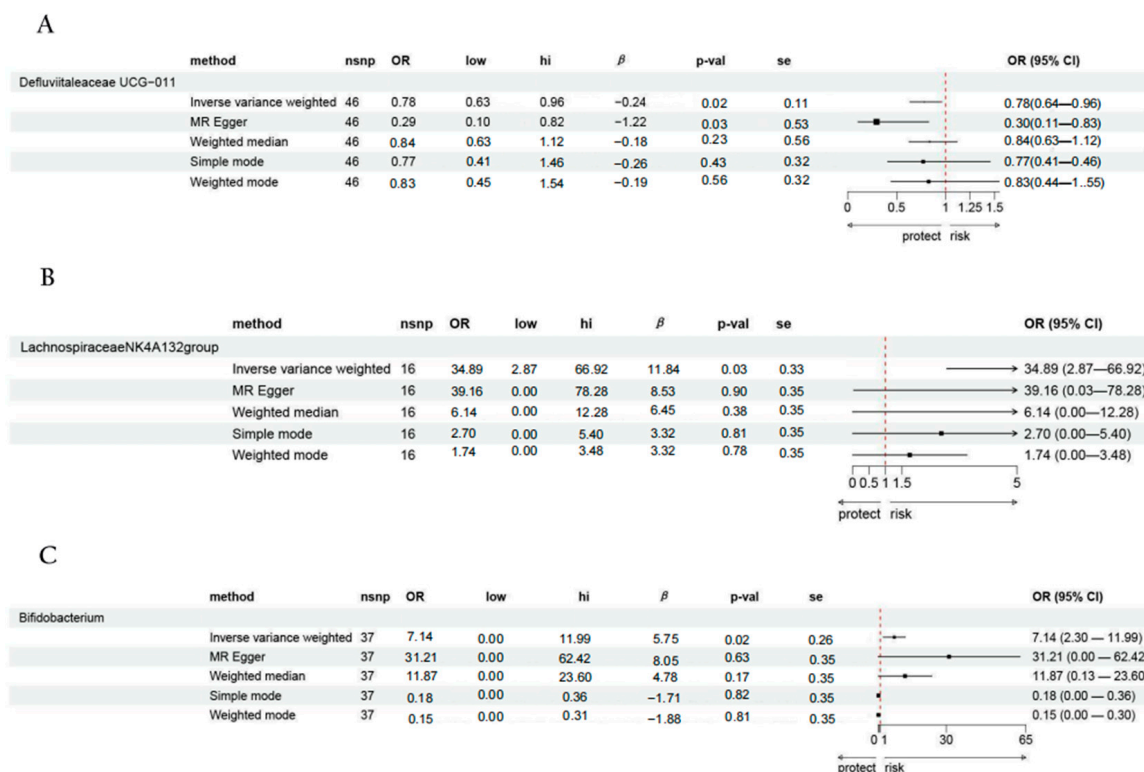 A
method nsnp OR low hi β p-val se OR (95% CI)
Defluviitaleaceae UCG−011
Inverse variance weighted 46 0.78 0.63 0.96 −0.24 0.02 0.11 0.78(0.64—0.96)
MR Egger 46 0.29 0.10 0.82 −1.22 0.03 0.53 0.30(0.11—0.83)
Weighted median 46 0.84 0.63 1.12 −0.18 0.23 0.56 0.84(0.63—1.12)
Simple mode 46 0.77 0.41 1.46 −0.26 0.43 0.32 0.77(0.41—0.46)
Weighted mode 46 0.83 0.45 1.54 −0.19 0.56 0.32 0.83(0.44—1..55)
0 0.5 1 1.25 1.5
protect risk
B
method nsnp OR low hi β p-val se OR (95% CI)
LachnospiraceaeNK4A132group
Inverse variance weighted 16 34.89 2.87 66.92 11.84 0.03 0.33 34.89 (2.87—66.92)
MR Egger 16 39.16 0.00 78.28 8.53 0.90 0.35 39.16 (0.03—78.28)
Weighted median 16 6.14 0.00 12.28 6.45 0.38 0.35 6.14 (0.00—12.28)
Simple mode 16 2.70 0.00 5.40 3.32 0.81 0.35 2.70 (0.00—5.40)
Weighted mode 16 1.74 0.00 3.48 3.32 0.78 0.35 1.74 (0.00—3.48)
0 0.5 1 1.5 5
protect risk
C
method nsnp OR low hi β p-val se OR (95% CI)
Bifidobacterium
Inverse variance weighted 37 7.14 0.00 11.99 5.75 0.02 0.26 7.14 (2.30 — 11.99)
MR Egger 37 31.21 0.00 62.42 8.05 0.63 0.35 31.21 (0.00 — 62.42)
Weighted median 37 11.87 0.00 23.60 4.78 0.17 0.35 11.87 (0.13 — 23.60)
Simple mode 37 0.18 0.00 0.36 −1.71 0.82 0.35 0.18 (0.00 — 0.36)
Weighted mode 37 0.15 0.00 0.31 −1.88 0.81 0.35 0.15 (0.00 — 0.30)
0 1 30 65
protect risk